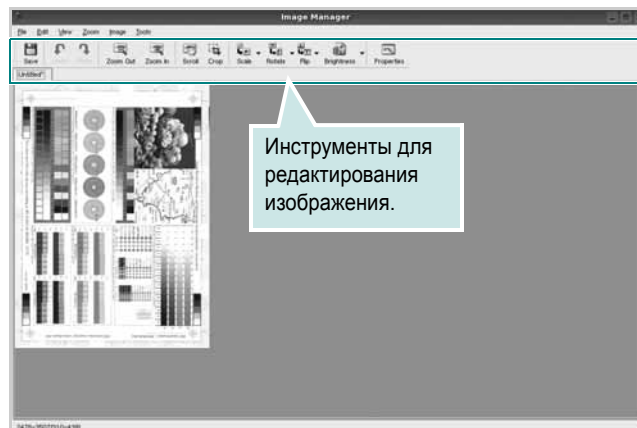 Image Manager
File Edit View Zoom Image Tools
Save Zoom Out Zoom In Scroll Crop Scale Rotate Flip Brightness Properties
Untitled*
Инструменты для
редактирования
изображения.